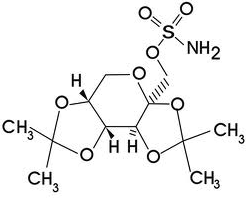 O O
S
O NH₂
H O
O O
CH₃ CH₃
O H H O
CH₃ CH₃